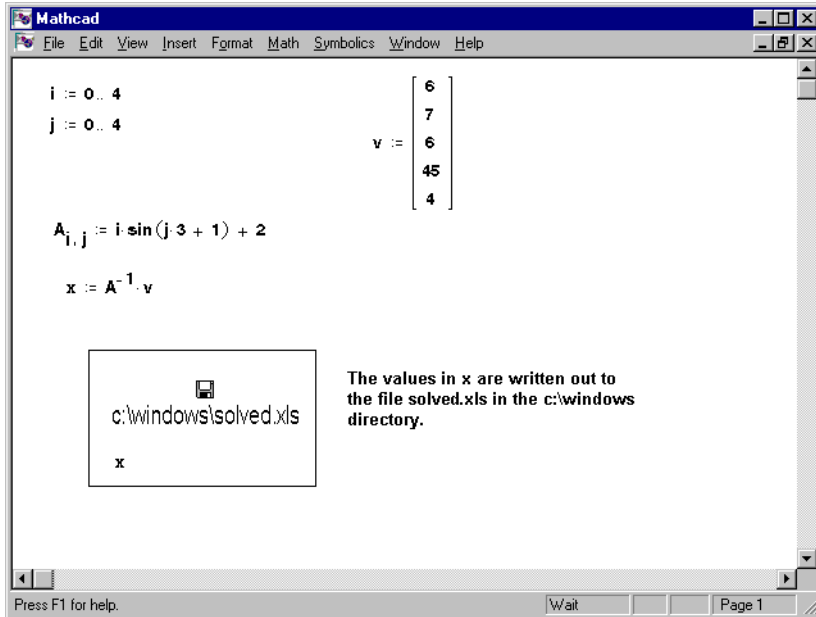 Mathcad
File Edit View Insert Format Math Symbolics Window Help
i := 0 .. 4
j := 0 .. 4
v := [ 6
7
6
45
4 ]
A i, j := i· sin (j· 3 + 1) + 2
x := A⁻¹· v
c:\windows\solved.xls
x
The values in x are written out to
the file solved.xls in the c:\windows
directory.
Press F1 for help. Wait Page 1